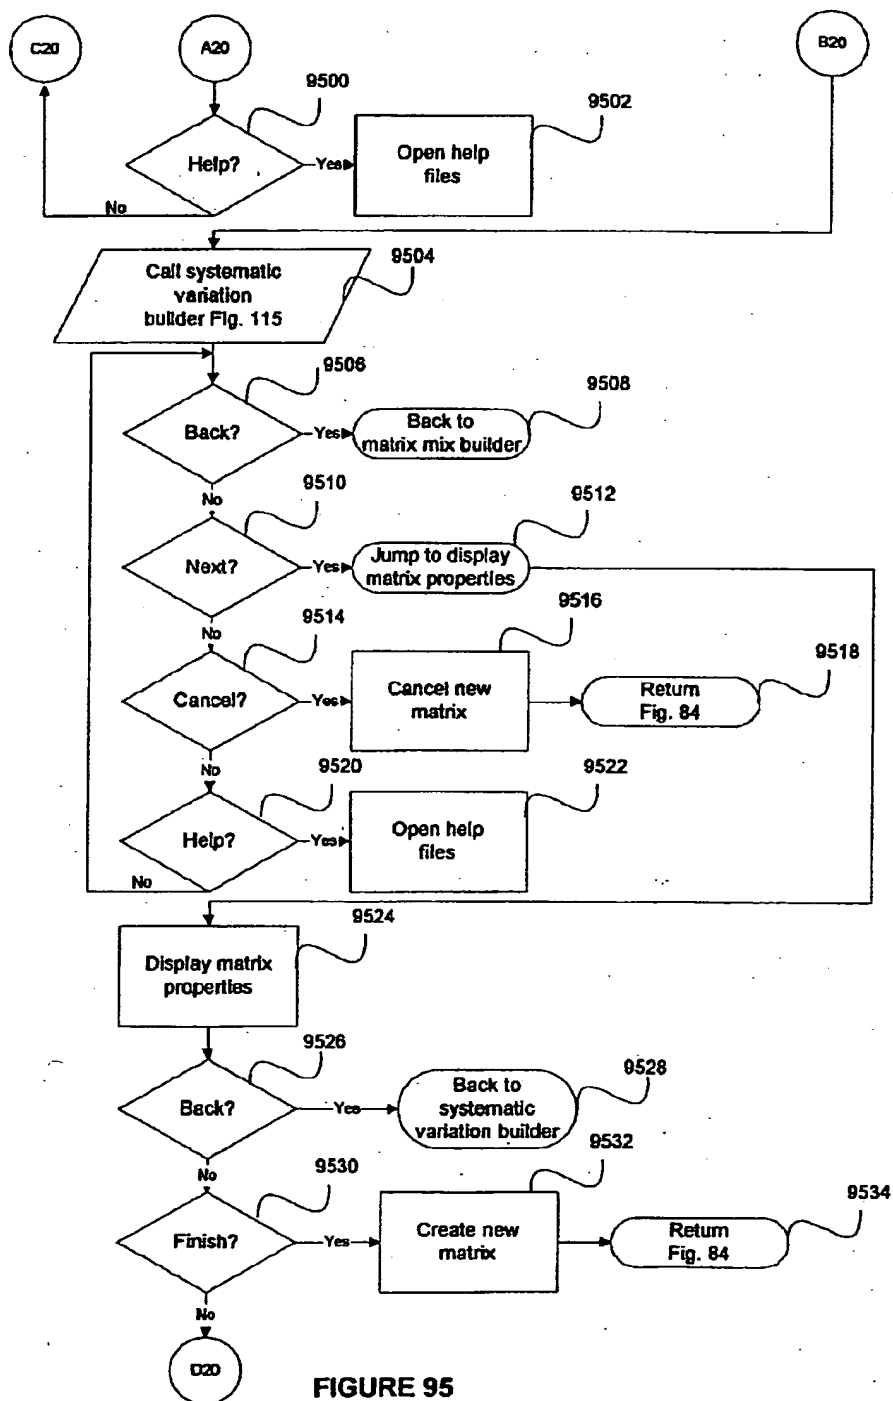 C20
A20
B20
9500
9502
Help?
Yes
Open help
files
No
9504
Call systematic
variation
builder Fig. 115
9506
9508
Back?
Yes
Back to
matrix mix builder
No
9510
9512
Next?
Yes
Jump to display
matrix properties
No
9514
9516
9518
Cancel?
Yes
Cancel new
matrix
Return
Fig. 84
No
9520
9522
Help?
Yes
Open help
files
No
9524
Display matrix
properties
9526
9528
Back?
Yes
Back to
systematic
variation builder
No
9530
9532
9534
Finish?
Yes
Create new
matrix
Return
Fig. 84
No
D20
FIGURE 95